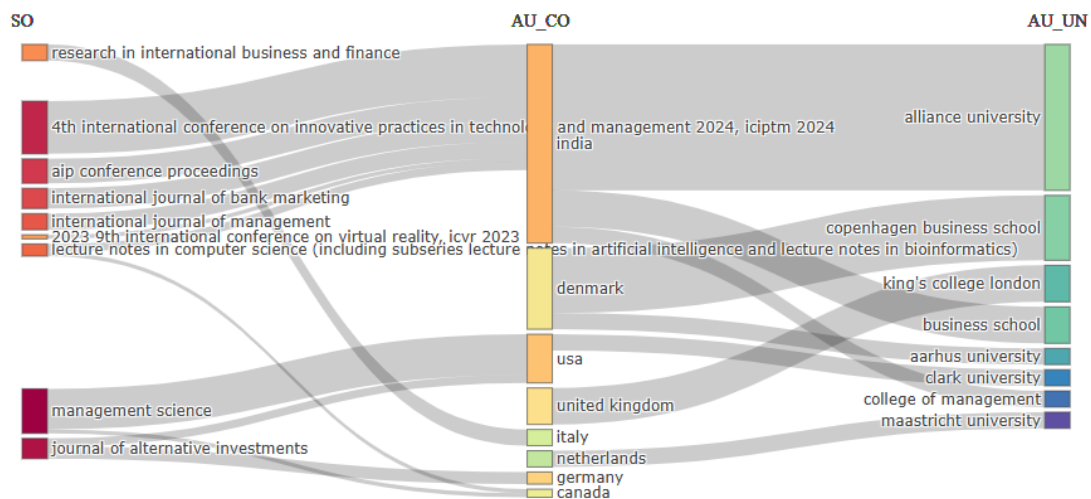 SO AU_CO AU_UN
research in international business and finance
4th international conference on innovative practices in technology and management 2024, iciptm 2024
aip conference proceedings
international journal of bank marketing
international journal of management
2023 9th international conference on virtual reality, icvr 2023
lecture notes in computer science (including subseries lecture notes in artificial intelligence and lecture notes in bioinformatics)
management science
journal of alternative investments
india
denmark
usa
united kingdom
italy
netherlands
germany
canada
alliance university
copenhagen business school
king's college london
business school
aarhus university
clark university
college of management
maastricht university